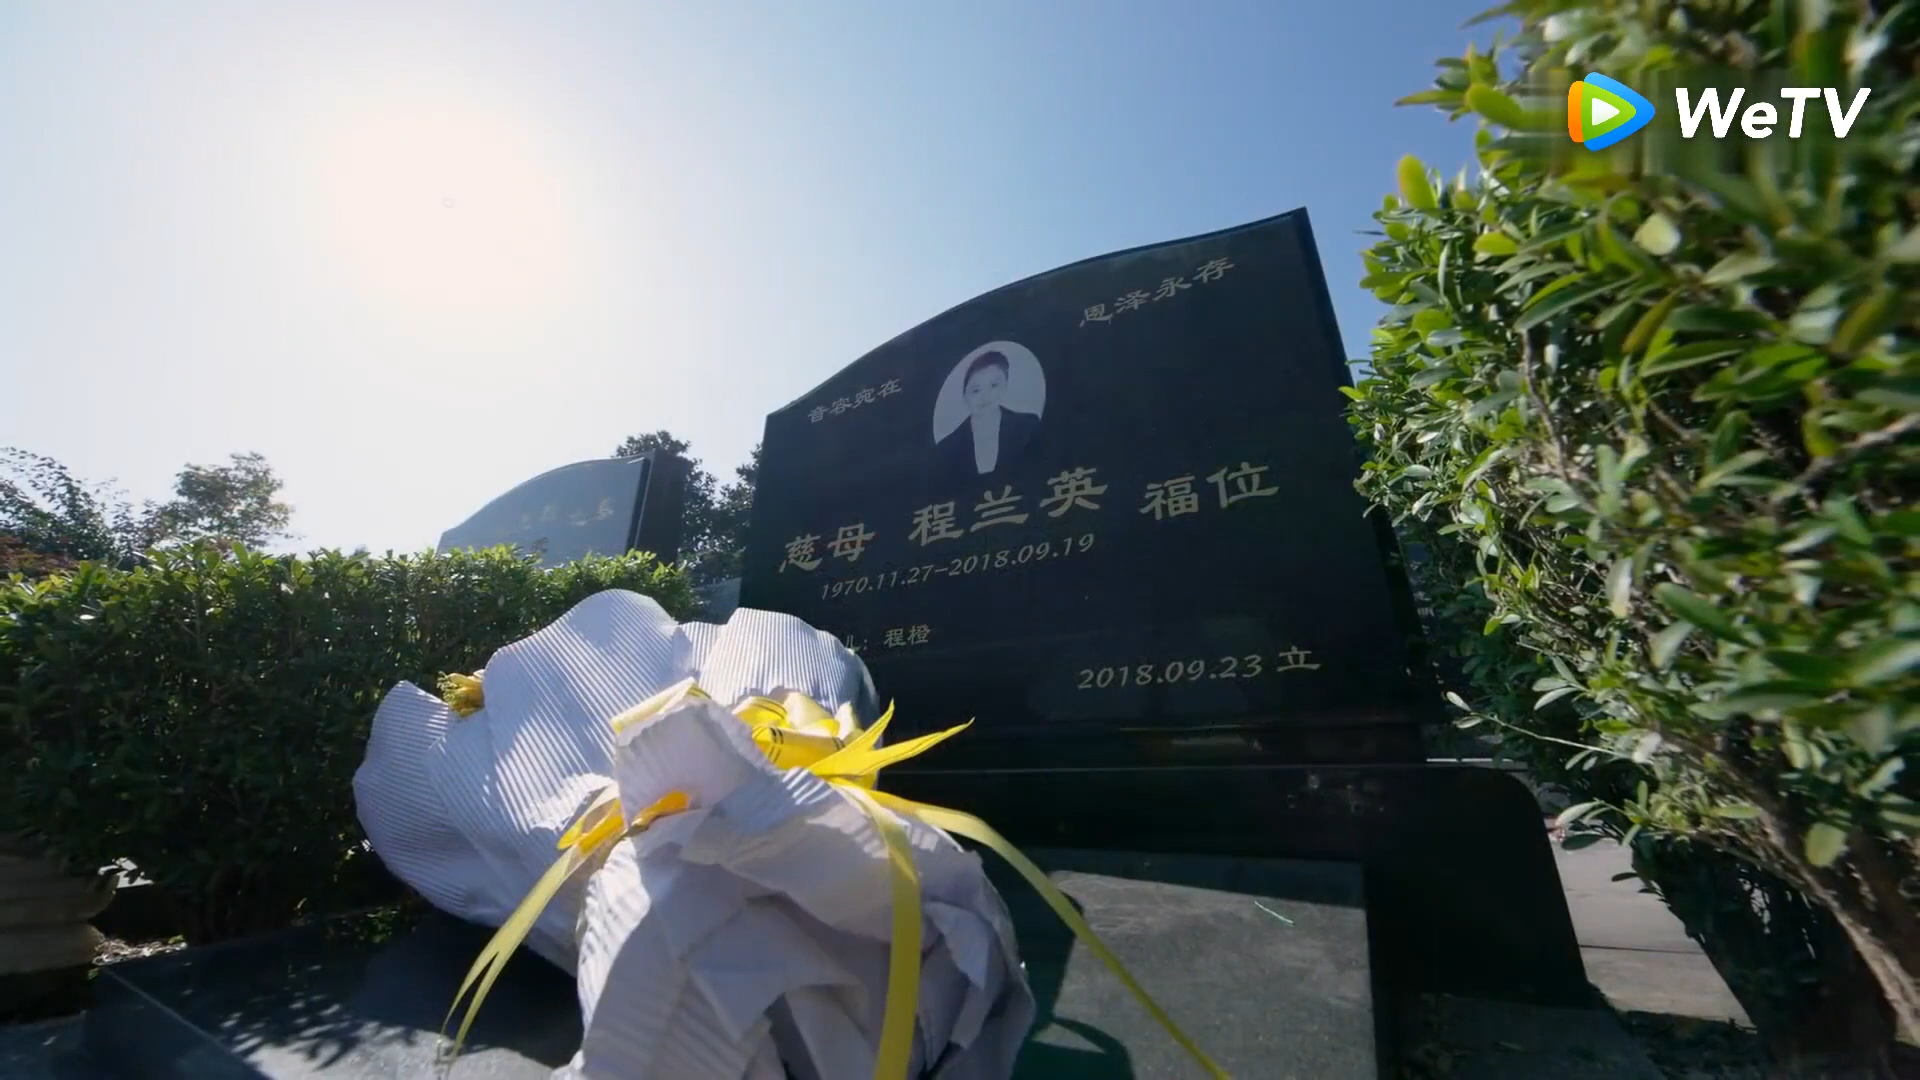 WeTV
恩泽永存
音容宛在
慈母 程兰英 福位
1970.11.27-2018.09.19
儿：程橙
2018.09.23 立